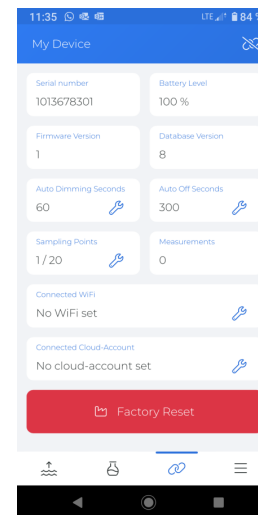 11:35 LTE 84 %
My Device
Serial number Battery Level
1013678301 100 %
Firmware Version Database Version
1 8
Auto Dimming Seconds Auto Off Seconds
60 300
Sampling Points Measurements
1 / 20 0
Connected WiFi
No WiFi set
Connected Cloud-Account
No cloud-account set
Factory Reset